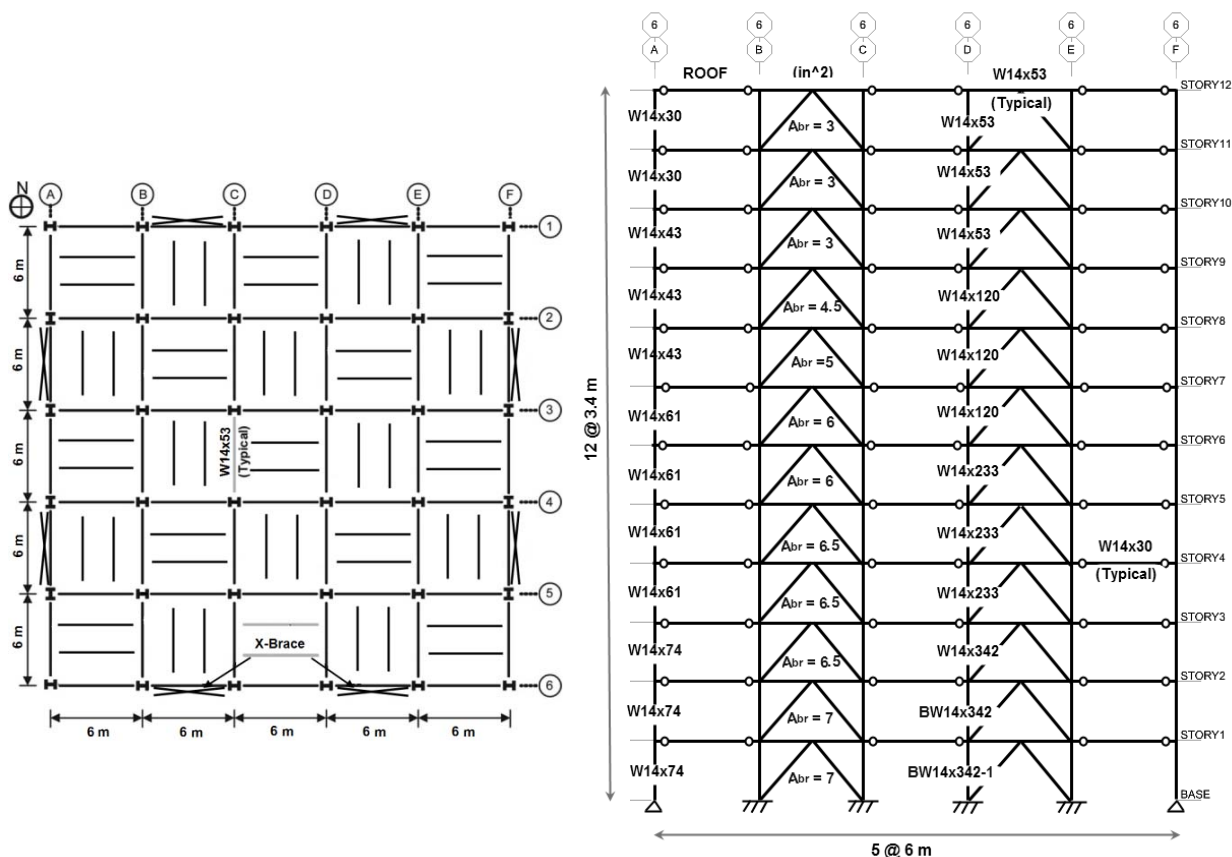 N
A
B
C
D
E
F
1
2
3
4
5
6
6 m
6 m
6 m
6 m
6 m
W14x53
(Typical)
X-Brace
6 m
6 m
6 m
6 m
6 m
6
6
6
6
6
6
A
B
C
D
E
F
ROOF
(in^2)
W14x53
(Typical)
12 @ 3.4 m
W14x30
Abr = 3
W14x53
STORY12
W14x30
Abr = 3
W14x53
STORY11
W14x43
Abr = 3
W14x53
STORY10
W14x43
Abr = 4.5
W14x120
STORY9
W14x43
Abr = 5
W14x120
STORY8
W14x61
Abr = 6
W14x120
STORY7
W14x61
Abr = 6
W14x233
STORY6
W14x61
Abr = 6.5
W14x233
STORY5
W14x30
(Typical)
W14x61
Abr = 6.5
W14x233
STORY4
W14x74
Abr = 6.5
W14x342
STORY3
W14x74
Abr = 7
BW14x342
STORY2
W14x74
Abr = 7
BW14x342-1
STORY1
BASE
5 @ 6 m